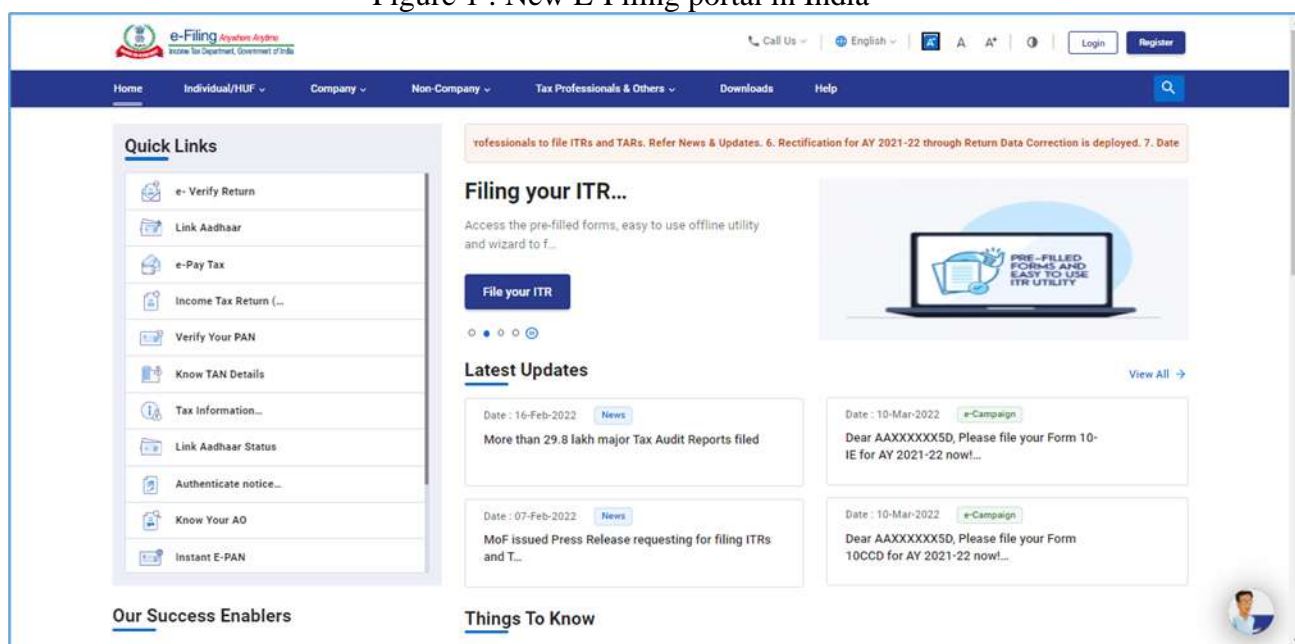 Figure 1 : New E-Filing portal in India
e-Filing Anywhere Anytime
Income Tax Department, Government of India
Call Us
English
A
A
A+
Login
Register
Home
Individual/HUF
Company
Non-Company
Tax Professionals & Others
Downloads
Help
Quick Links
e- Verify Return
Link Aadhaar
e-Pay Tax
Income Tax Return (...
Verify Your PAN
Know TAN Details
Tax Information...
Link Aadhaar Status
Authenticate notice...
Know Your AO
Instant E-PAN
Our Success Enablers
rofessionals to file ITRs and TARs. Refer News & Updates. 6. Rectification for AY 2021-22 through Return Data Correction is deployed. 7. Date
Filing your ITR...
Access the pre-filled forms, easy to use offline utility
and wizard to f...
File your ITR
PRE-FILLED
FORMS AND
EASY TO USE
ITR UTILITY
Latest Updates
View All →
Date : 16-Feb-2022 News
More than 29.8 lakh major Tax Audit Reports filed
Date : 10-Mar-2022 e-Campaign
Dear AAXXXXXX5D, Please file your Form 10-
IE for AY 2021-22 now!...
Date : 07-Feb-2022 News
MoF issued Press Release requesting for filing ITRs
and T...
Date : 10-Mar-2022 e-Campaign
Dear AAXXXXXX5D, Please file your Form
10CCD for AY 2021-22 now!...
Things To Know